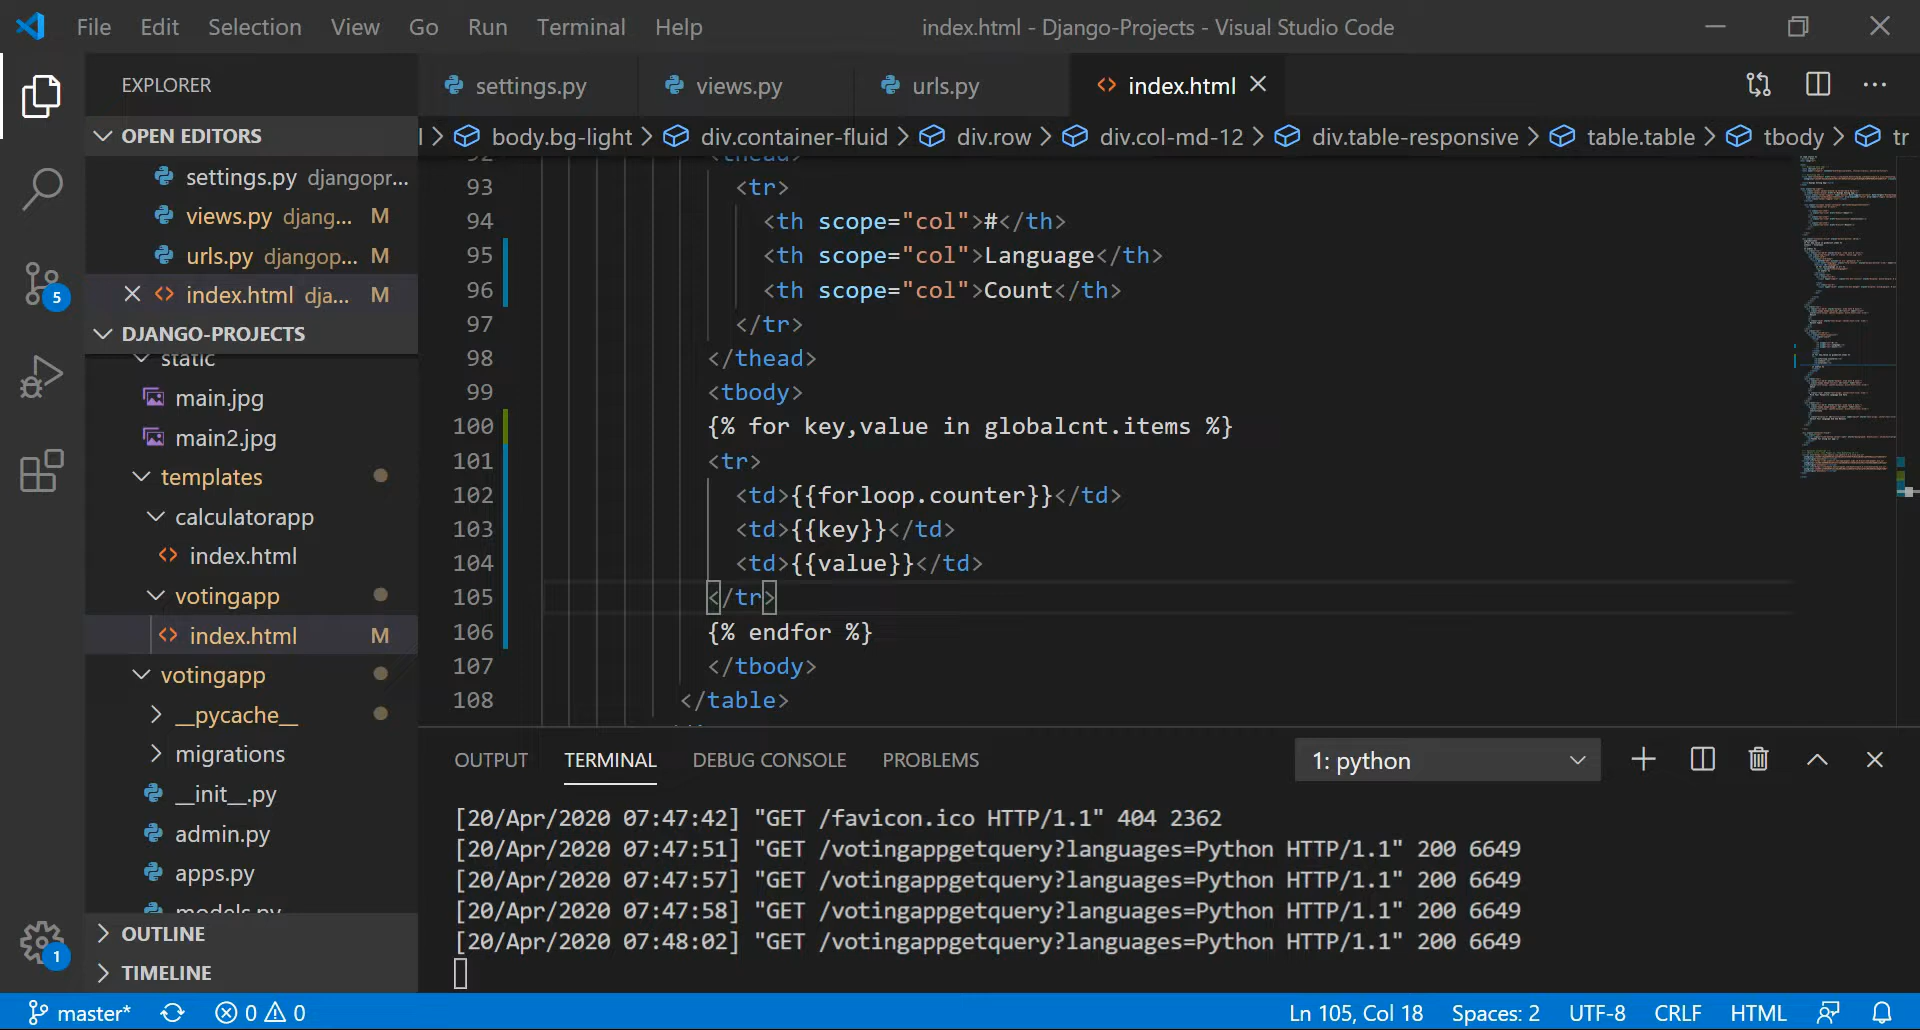 File Edit Selection View Go Run Terminal Help index.html - Django-Projects - Visual Studio Code
EXPLORER
settings.py views.py urls.py index.html
OPEN EDITORS
body.bg-light div.container-fluid div.row div.col-md-12 div.table-responsive table.table tbody tr
settings.py djangopr...
views.py djang... M
urls.py djangop... M
index.html dja... M
DJANGO-PROJECTS
static
main.jpg
main2.jpg
templates
calculatorapp
index.html
votingapp
index.html M
votingapp
__pycache__
migrations
__init__.py
admin.py
apps.py
models.py
OUTLINE
TIMELINE
5
1
92 <thead>
93 <tr>
94 <th scope="col">#</th>
95 <th scope="col">Language</th>
96 <th scope="col">Count</th>
97 </tr>
98 </thead>
99 <tbody>
100 {% for key,value in globalcnt.items %}
101 <tr>
102 <td>{{forloop.counter}}</td>
103 <td>{{key}}</td>
104 <td>{{value}}</td>
105 </tr>
106 {% endfor %}
107 </tbody>
108 </table>
OUTPUT TERMINAL DEBUG CONSOLE PROBLEMS 1: python
[20/Apr/2020 07:47:42] "GET /favicon.ico HTTP/1.1" 404 2362
[20/Apr/2020 07:47:51] "GET /votingappgetquery?languages=Python HTTP/1.1" 200 6649
[20/Apr/2020 07:47:57] "GET /votingappgetquery?languages=Python HTTP/1.1" 200 6649
[20/Apr/2020 07:47:58] "GET /votingappgetquery?languages=Python HTTP/1.1" 200 6649
[20/Apr/2020 07:48:02] "GET /votingappgetquery?languages=Python HTTP/1.1" 200 6649
master* 0 0 Ln 105, Col 18 Spaces: 2 UTF-8 CRLF HTML